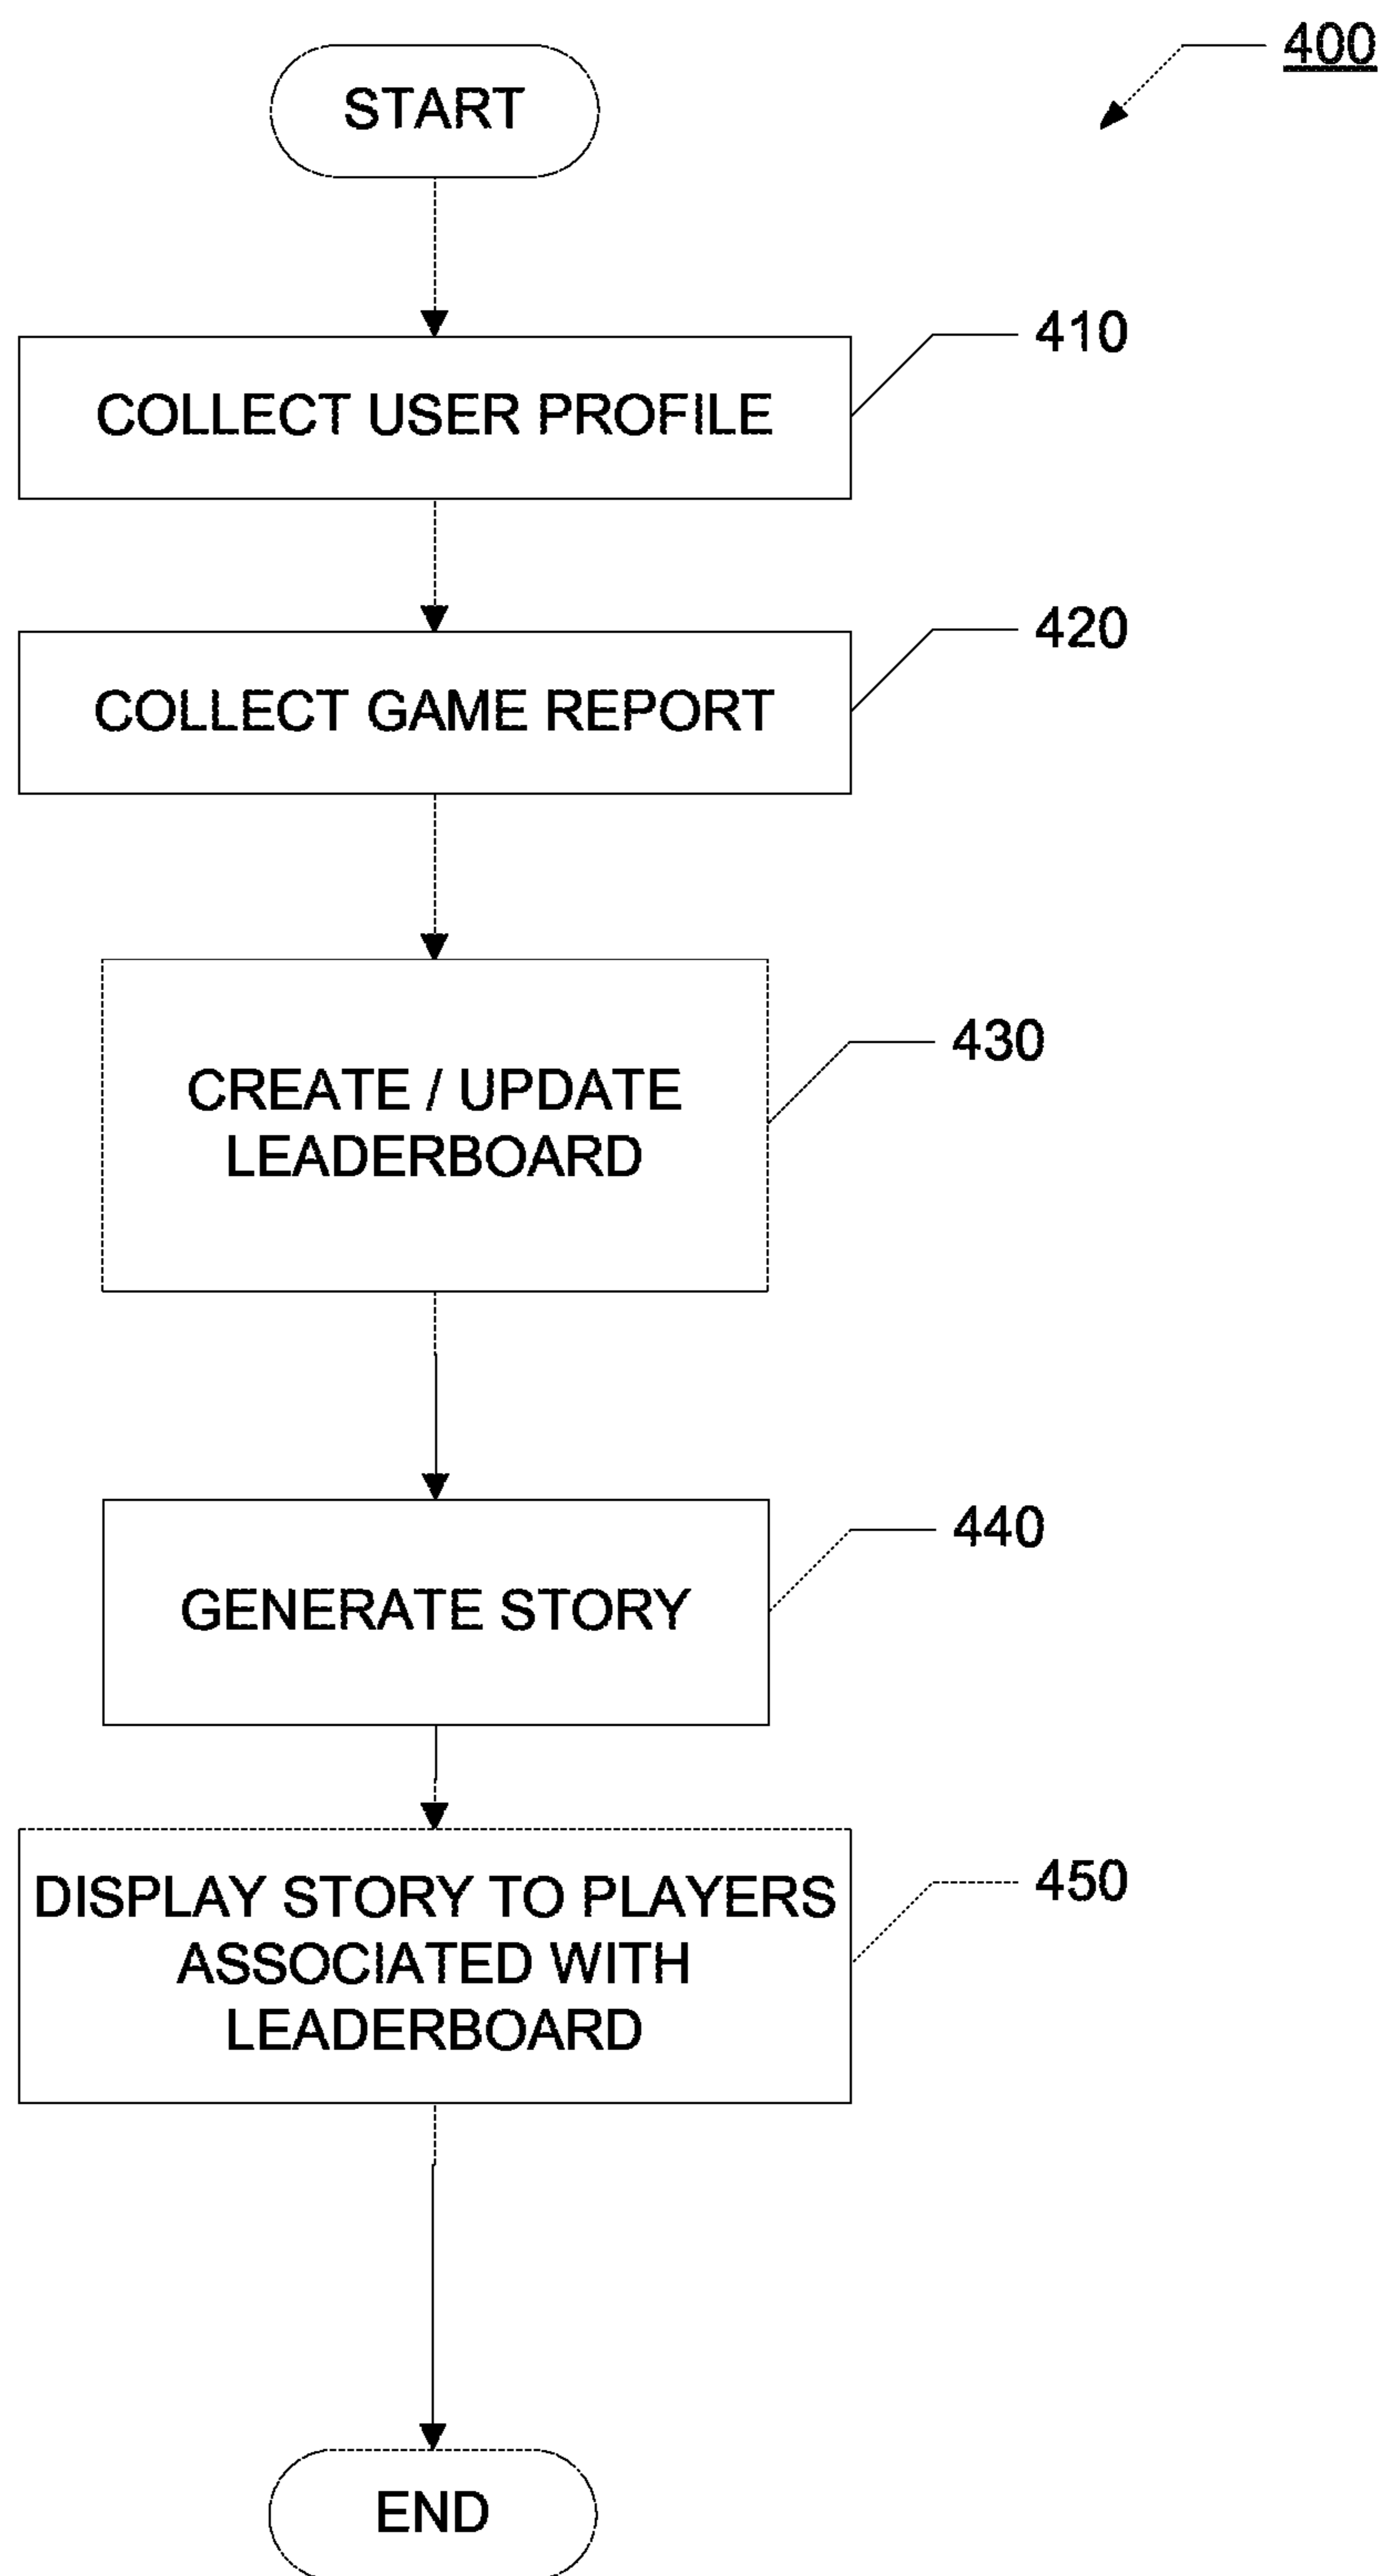 400
START
410
COLLECT USER PROFILE
420
COLLECT GAME REPORT
430
CREATE / UPDATE
LEADERBOARD
440
GENERATE STORY
450
DISPLAY STORY TO PLAYERS
ASSOCIATED WITH
LEADERBOARD
END